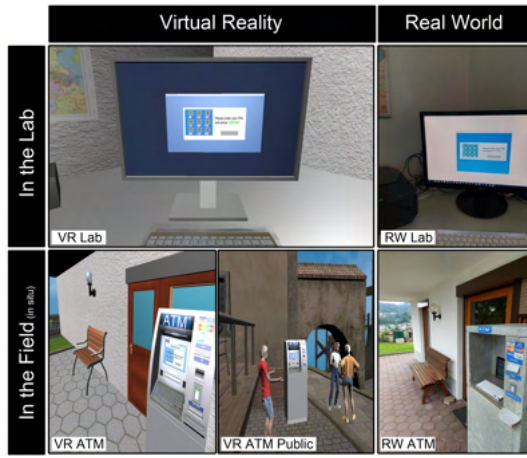 Virtual Reality
Real World
In the Lab
VR Lab
RW Lab
In the Field (in situ)
ATM
VR ATM
VR ATM Public
RW ATM